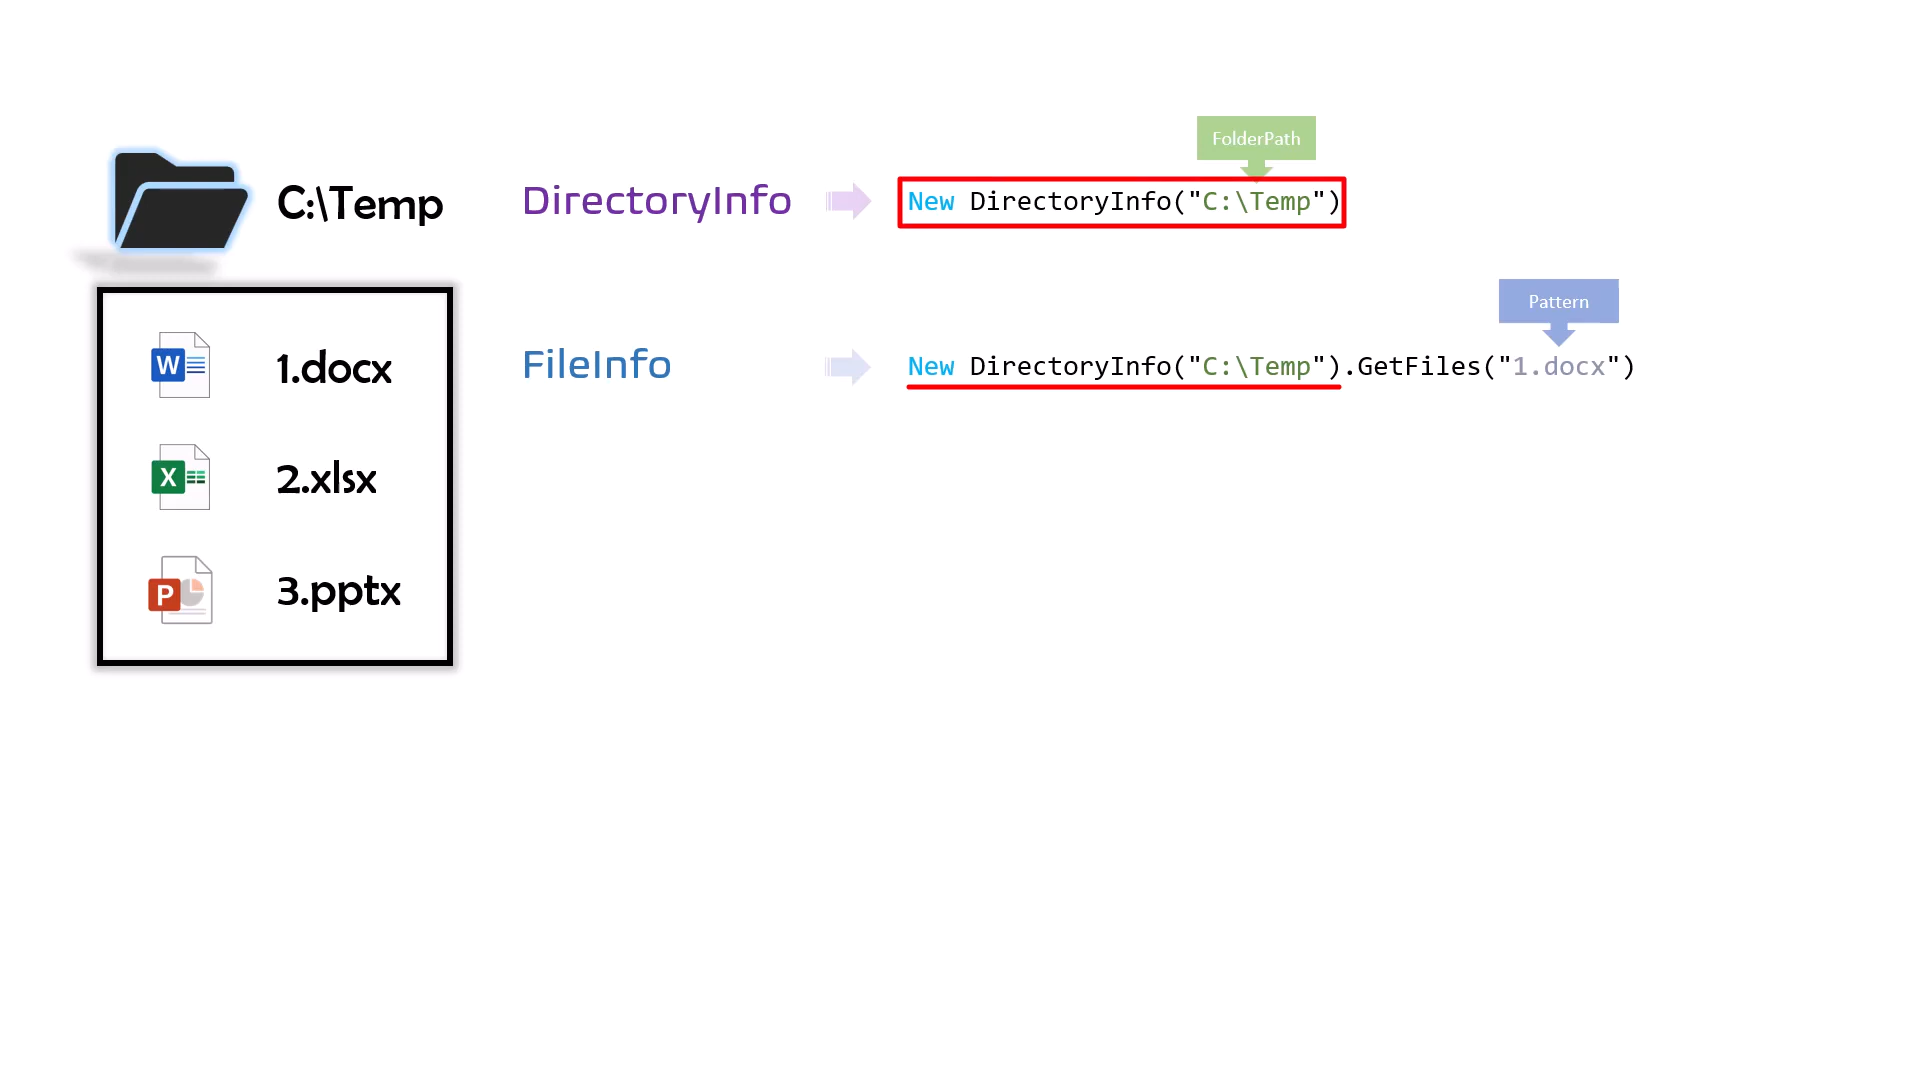 FolderPath
C:\Temp DirectoryInfo New DirectoryInfo("C:\Temp")
Pattern
W 1.docx FileInfo New DirectoryInfo("C:\Temp").GetFiles("1.docx")
X 2.xlsx
P 3.pptx